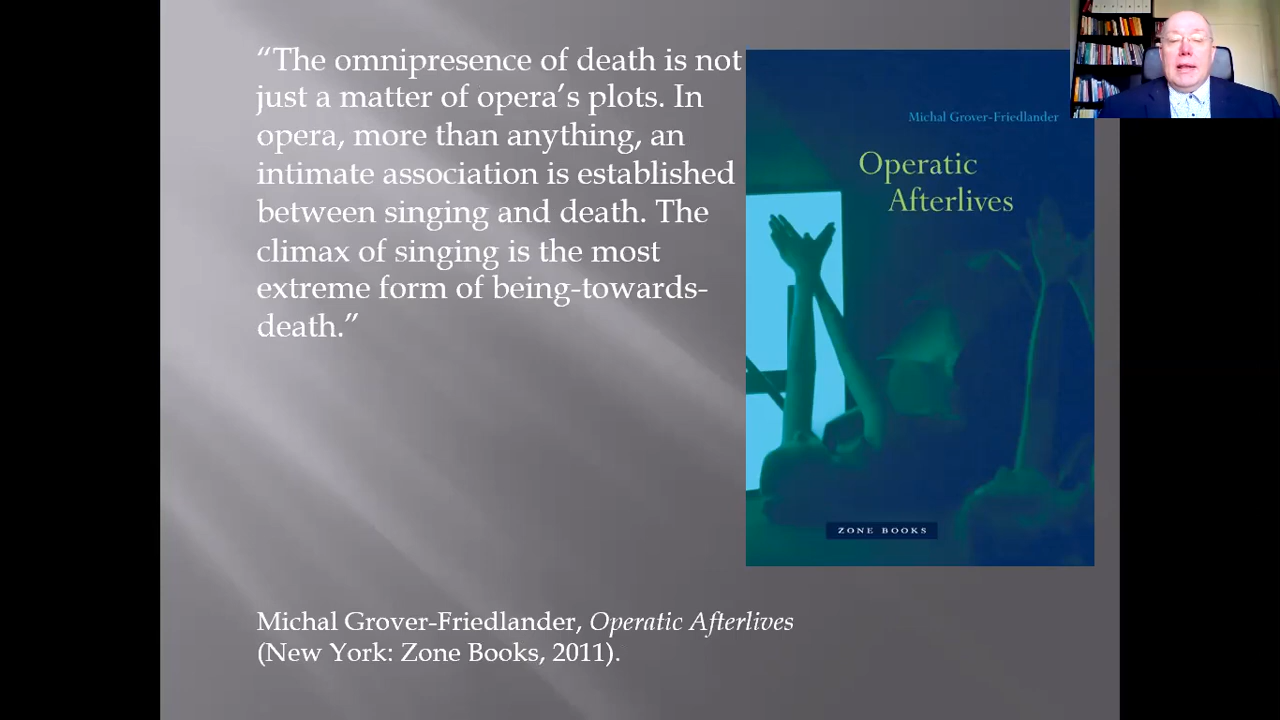 “The omnipresence of death is not
just a matter of opera’s plots. In
opera, more than anything, an
intimate association is established
between singing and death. The
climax of singing is the most
extreme form of being-towards-
death.”
Michal Grover-Friedlander
Operatic
Afterlives
ZONE BOOKS
Michal Grover-Friedlander, Operatic Afterlives
(New York: Zone Books, 2011).